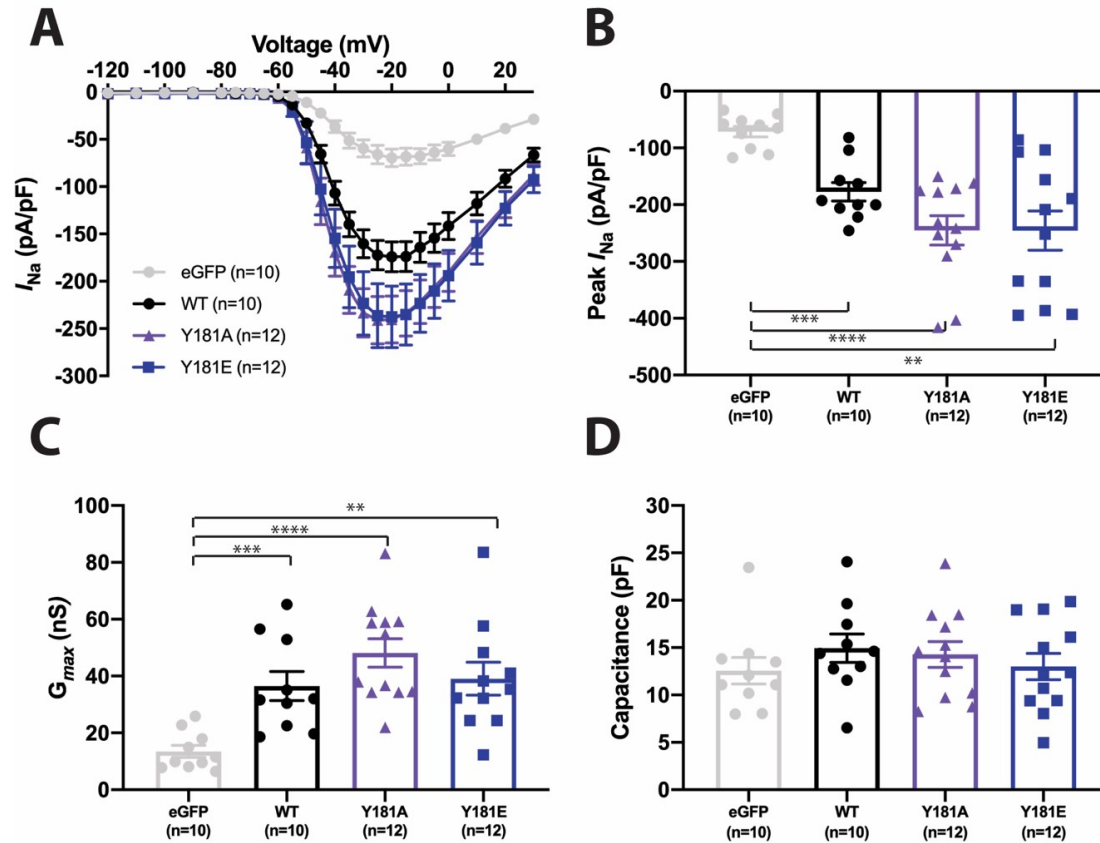 A
Voltage (mV)
-120 -100 -80 -60 -40 -20 0 20
0
-50
-100
-150
-200
-250
-300
I Na (pA/pF)
eGFP (n=10)
WT (n=10)
Y181A (n=12)
Y181E (n=12)
B
0
-100
-200
-300
-400
-500
Peak I Na (pA/pF)
***
****
**
eGFP WT Y181A Y181E
(n=10) (n=10) (n=12) (n=12)
C
100
80
60
40
20
0
Gmax (nS)
**
****
***
eGFP WT Y181A Y181E
(n=10) (n=10) (n=12) (n=12)
D
30
25
20
15
10
5
0
Capacitance (pF)
eGFP WT Y181A Y181E
(n=10) (n=10) (n=12) (n=12)